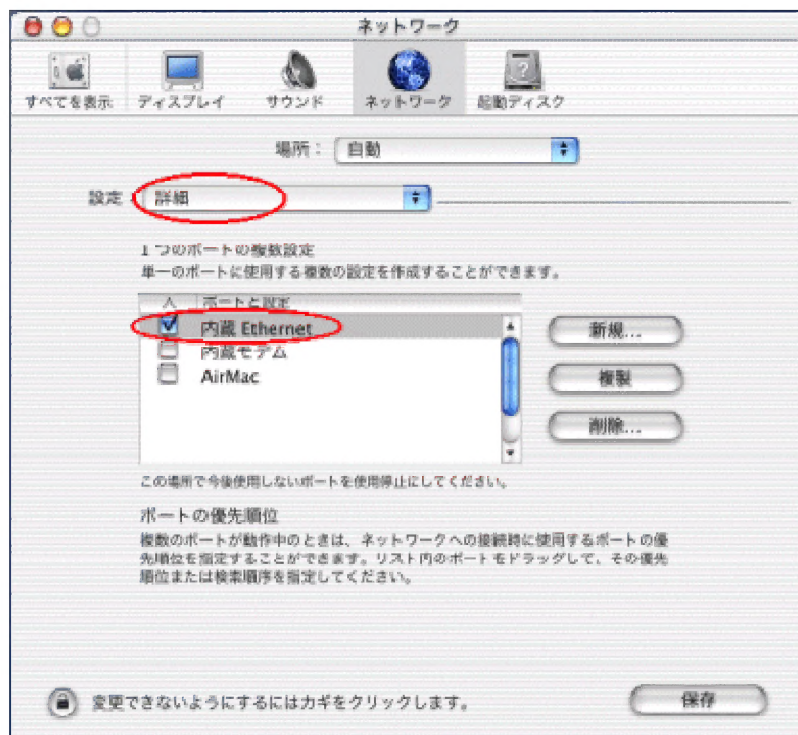 ネットワーク
すべてを表示 ディスプレイ サウンド ネットワーク 起動ディスク
場所： 自動
設定 詳細
1 つのポートの複数設定
単一のポートに使用する複数の設定を作成することができます。
入 ポートと設定
内蔵 Ethernet
内蔵モデム
AirMac
新規...
複製
削除...
この場所で今後使用しないポートを使用停止にしてください。
ポートの優先順位
複数のポートが動作中のときは、ネットワークへの接続時に使用するポートの優
先順位を指定することができます。リスト内のポートをドラッグして、その優先
順位または検索順序を指定してください。
変更できないようにするにはカギをクリックします。
保存